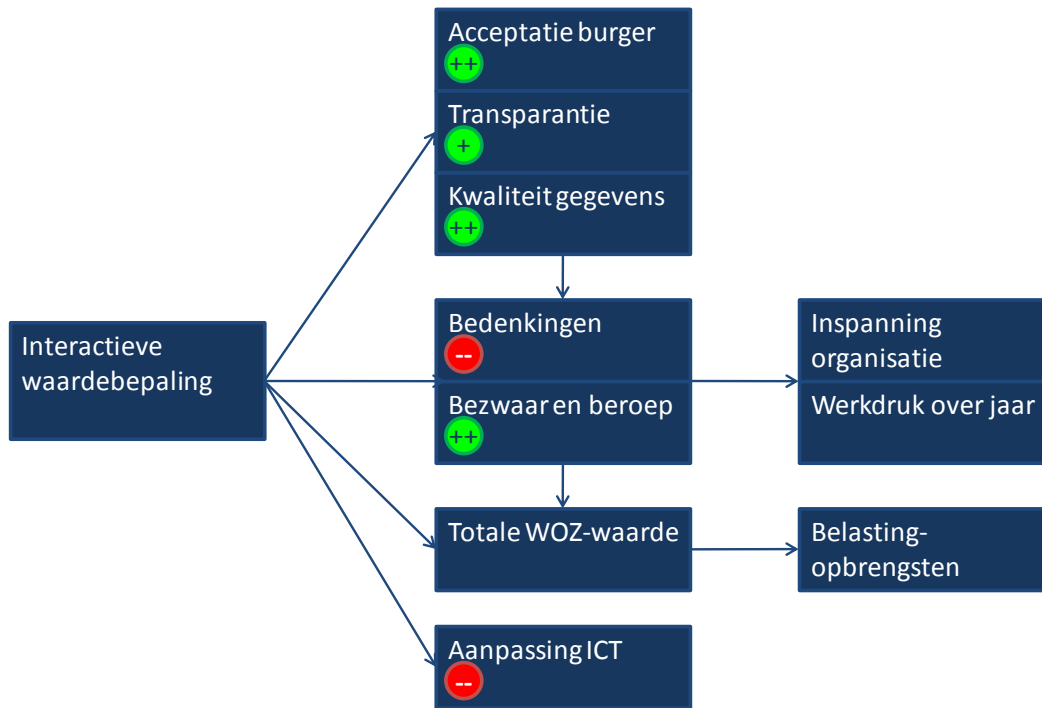 Acceptatie burger
++
Transparantie
+
Kwaliteit gegevens
++
Interactieve
waardebepaling
Bedenkingen
--
Bezwaar en beroep
++
Inspanning
organisatie
Werkdruk over jaar
Totale WOZ-waarde
Belasting-
opbrengsten
Aanpassing ICT
--